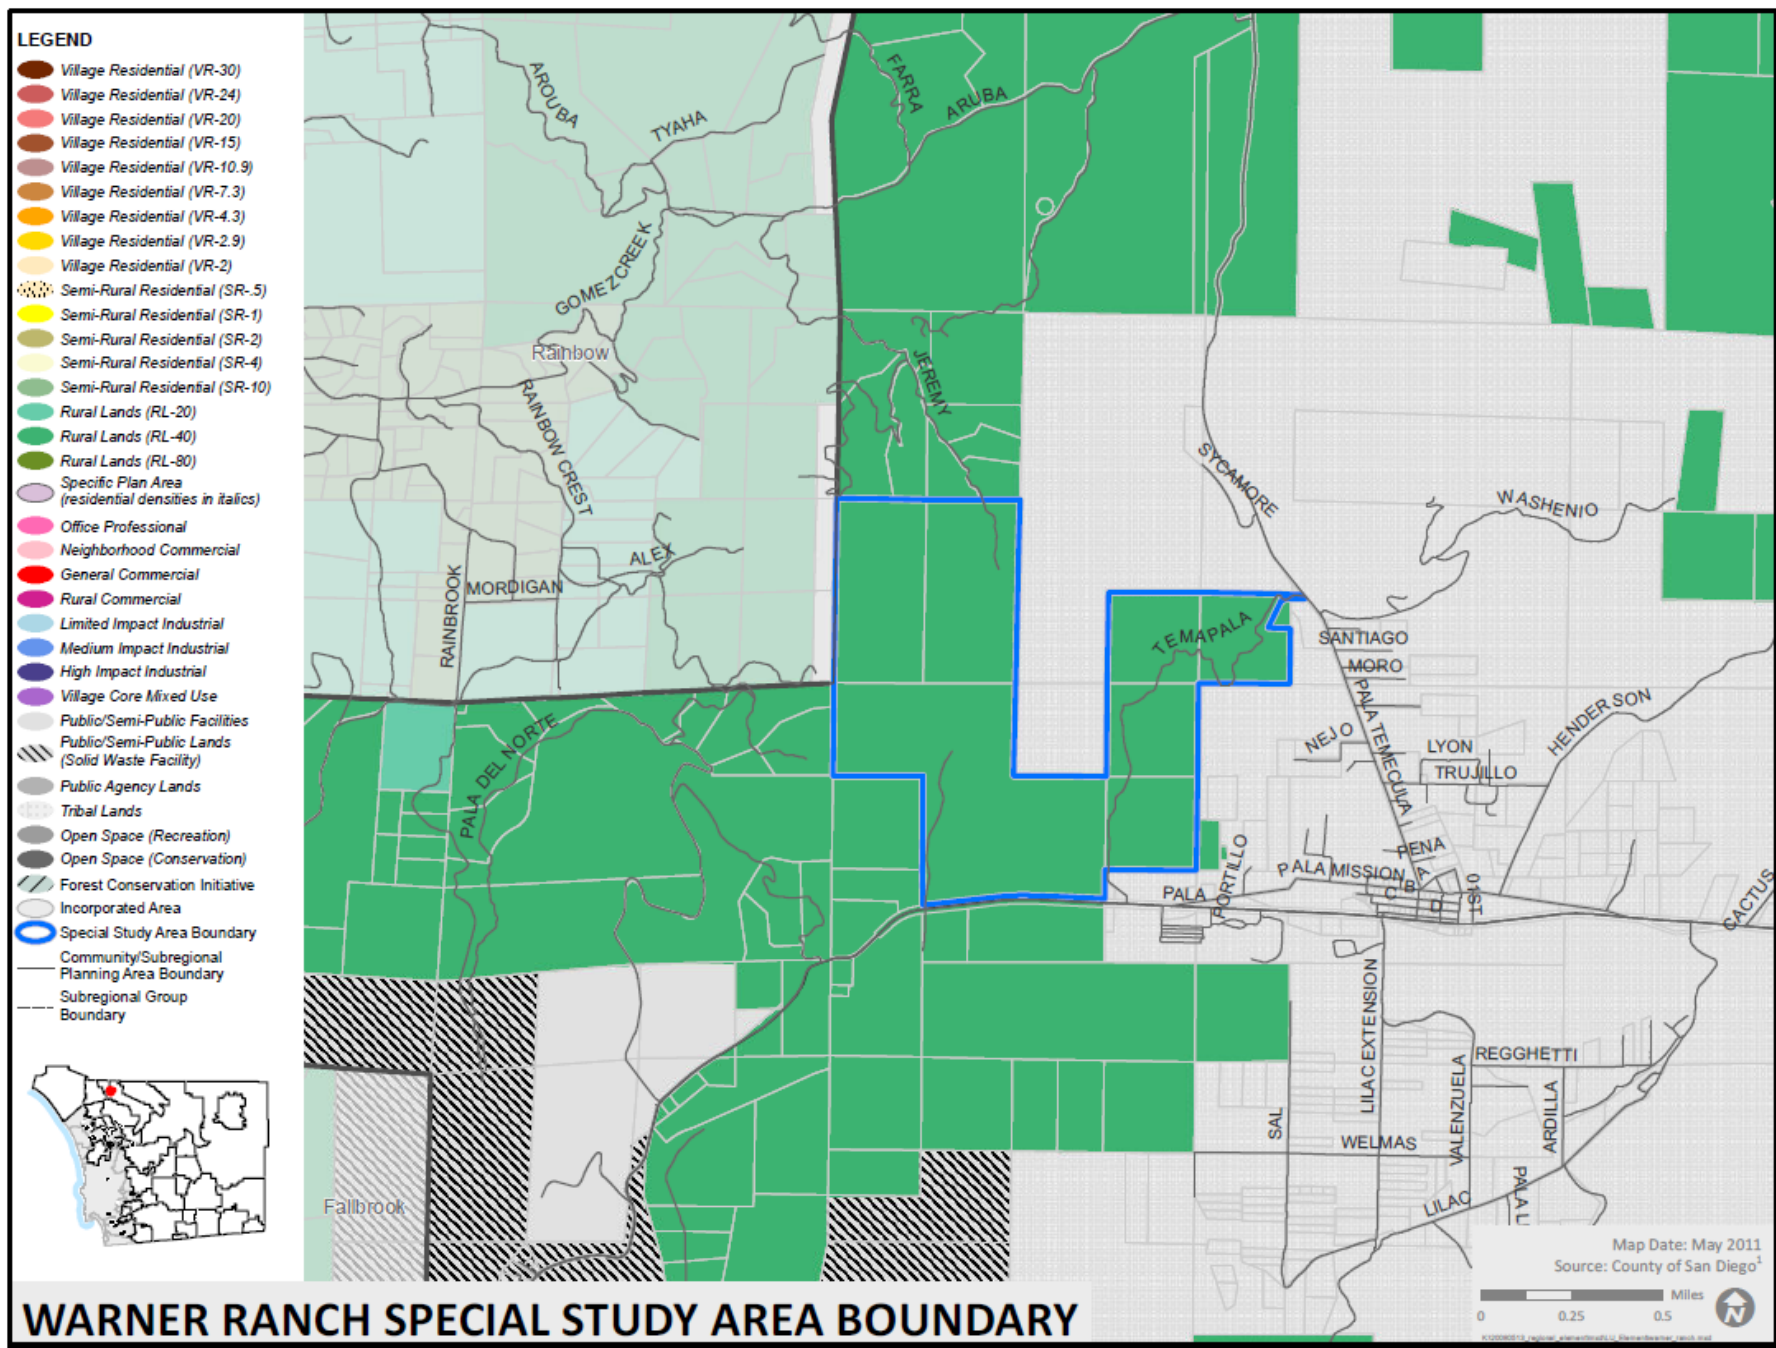 LEGEND
Village Residential (VR-30)
Village Residential (VR-24)
Village Residential (VR-20)
Village Residential (VR-15)
Village Residential (VR-10.9)
Village Residential (VR-7.3)
Village Residential (VR-4.3)
Village Residential (VR-2.9)
Village Residential (VR-2)
Semi-Rural Residential (SR-.5)
Semi-Rural Residential (SR-1)
Semi-Rural Residential (SR-2)
Semi-Rural Residential (SR-4)
Semi-Rural Residential (SR-10)
Rural Lands (RL-20)
Rural Lands (RL-40)
Rural Lands (RL-80)
Specific Plan Area
(residential densities in italics)
Office Professional
Neighborhood Commercial
General Commercial
Rural Commercial
Limited Impact Industrial
Medium Impact Industrial
High Impact Industrial
Village Core Mixed Use
Public/Semi-Public Facilities
Public/Semi-Public Lands
(Solid Waste Facility)
Public Agency Lands
Tribal Lands
Open Space (Recreation)
Open Space (Conservation)
Forest Conservation Initiative
Incorporated Area
Special Study Area Boundary
Community/Subregional
Planning Area Boundary
Subregional Group
Boundary
AROUBA
TYAHA
FARRA
ARUBA
GOMEZ CREEK
Rainbow
RAINBOW CREST
JEREMY
SYCAMORE
WASHENIO
ALEX
MORDIGAN
RAINBROOK
TEMAPALA
SANTIAGO
MORO
PALA TEMECULA
HENDERSON
NEJO
LYON
TRUJILLO
PALA DEL NORTE
PENA
PALA MISSION
A
B
C
D
01ST
PALA
PORTILLO
CACTUS
LILAC EXTENSION
REGGHETTI
VALENZUELA
ARDILLA
SAL
WELMAS
LILAC
PALA L
Fallbrook
Map Date: May 2011
Source: County of San Diego1
Miles
0 0.25 0.5
N
WARNER RANCH SPECIAL STUDY AREA BOUNDARY